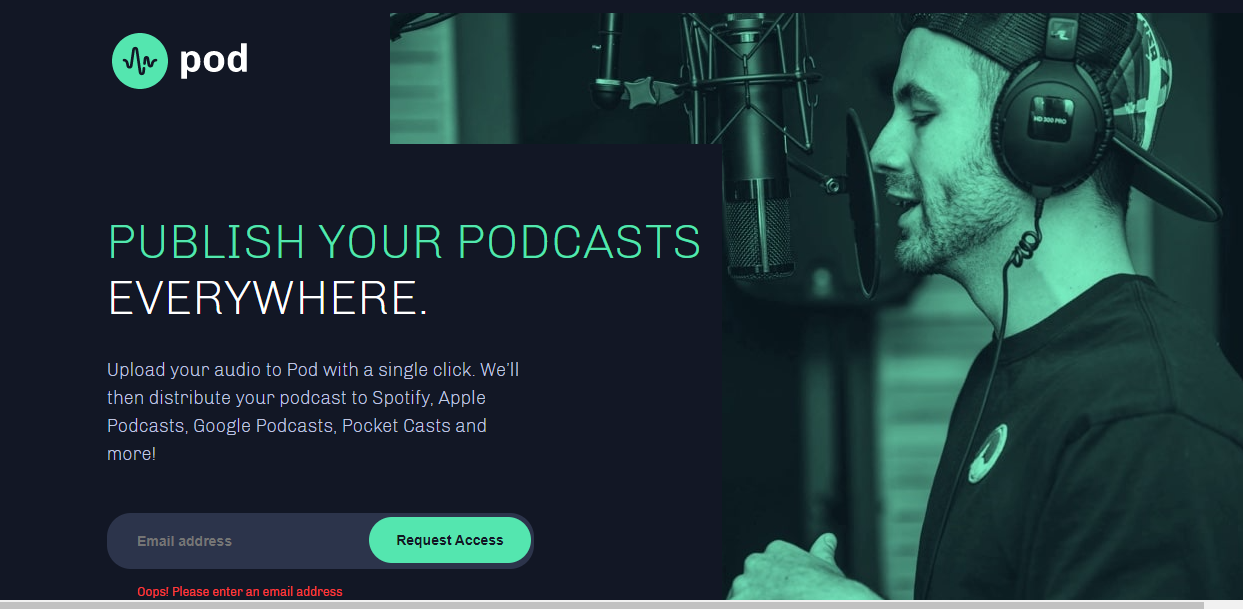 pod
HD 300 PRO
PUBLISH YOUR PODCASTS
EVERYWHERE.
Upload your audio to Pod with a single click. We’ll
then distribute your podcast to Spotify, Apple
Podcasts, Google Podcasts, Pocket Casts and
more!
Email address
Request Access
Oops! Please enter an email address